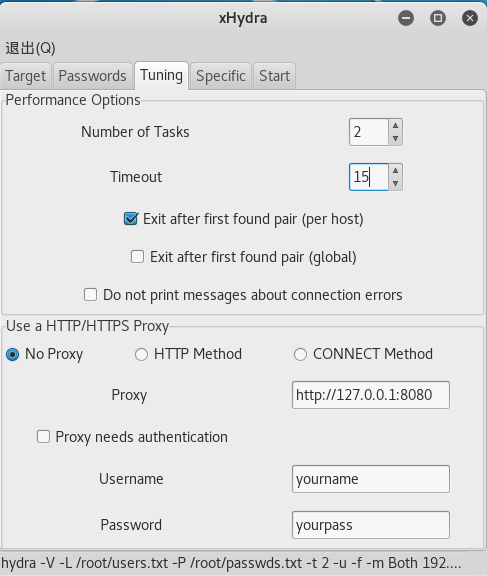 xHydra
退出(Q)
Target Passwords Tuning Specific Start
Performance Options
Number of Tasks 2
Timeout 15
Exit after first found pair (per host)
Exit after first found pair (global)
Do not print messages about connection errors
Use a HTTP/HTTPS Proxy
No Proxy HTTP Method CONNECT Method
Proxy http://127.0.0.1:8080
Proxy needs authentication
Username yourname
Password yourpass
hydra -V -L /root/users.txt -P /root/passwds.txt -t 2 -u -f -m Both 192....